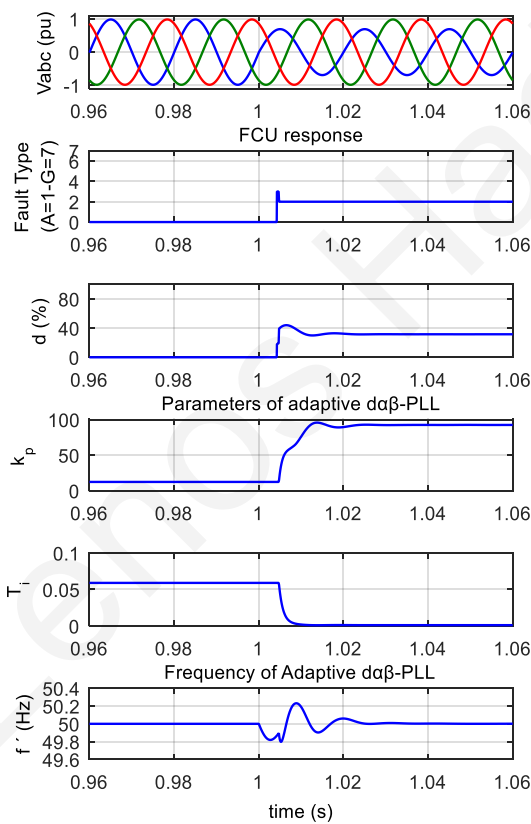 Vabc (pu)
1
0
-1
0.96 0.98 1 1.02 1.04 1.06
FCU response
Fault Type
(A=1-G=7)
7
6
4
2
0
0.96 0.98 1 1.02 1.04 1.06
d (%)
80
40
0
0.96 0.98 1 1.02 1.04 1.06
Parameters of adaptive dαβ-PLL
kp
100
50
0
0.96 0.98 1 1.02 1.04 1.06
Ti
0.1
0.05
0
0.96 0.98 1 1.02 1.04 1.06
Frequency of Adaptive dαβ-PLL
f ´ (Hz)
50.4
50.2
50
49.8
49.6
0.96 0.98 1 1.02 1.04 1.06
time (s)